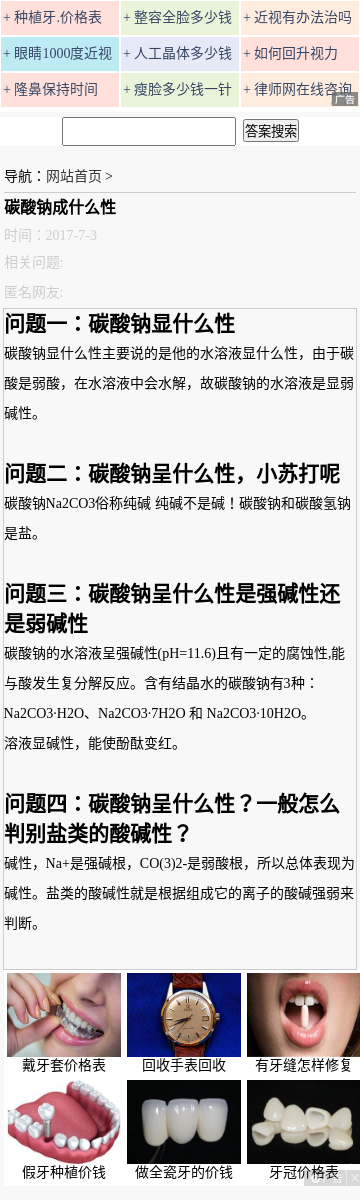 + 种植牙.价格表
+ 整容全脸多少钱
+ 近视有办法治吗
+ 眼睛1000度近视
+ 人工晶体多少钱
+ 如何回升视力
+ 隆鼻保持时间
+ 瘦脸多少钱一针
+ 律师网在线咨询
广告
答案搜索
导航：网站首页 >
碳酸钠成什么性
时间：2017-7-3
相关问题:
匿名网友:
问题一：碳酸钠显什么性
碳酸钠显什么性主要说的是他的水溶液显什么性，由于碳
酸是弱酸，在水溶液中会水解，故碳酸钠的水溶液是显弱
碱性。
问题二：碳酸钠呈什么性，小苏打呢
碳酸钠Na2CO3俗称纯碱 纯碱不是碱！碳酸钠和碳酸氢钠
是盐。
问题三：碳酸钠呈什么性是强碱性还
是弱碱性
碳酸钠的水溶液呈强碱性(pH=11.6)且有一定的腐蚀性,能
与酸发生复分解反应。含有结晶水的碳酸钠有3种：
Na2CO3·H2O、Na2CO3·7H2O 和 Na2CO3·10H2O。
溶液显碱性，能使酚酞变红。
问题四：碳酸钠呈什么性？一般怎么
判别盐类的酸碱性？
碱性，Na+是强碱根，CO(3)2-是弱酸根，所以总体表现为
碱性。盐类的酸碱性就是根据组成它的离子的酸碱强弱来
判断。
戴牙套价格表
回收手表回收
有牙缝怎样修复
假牙种植价钱
做全瓷牙的价钱
牙冠价格表